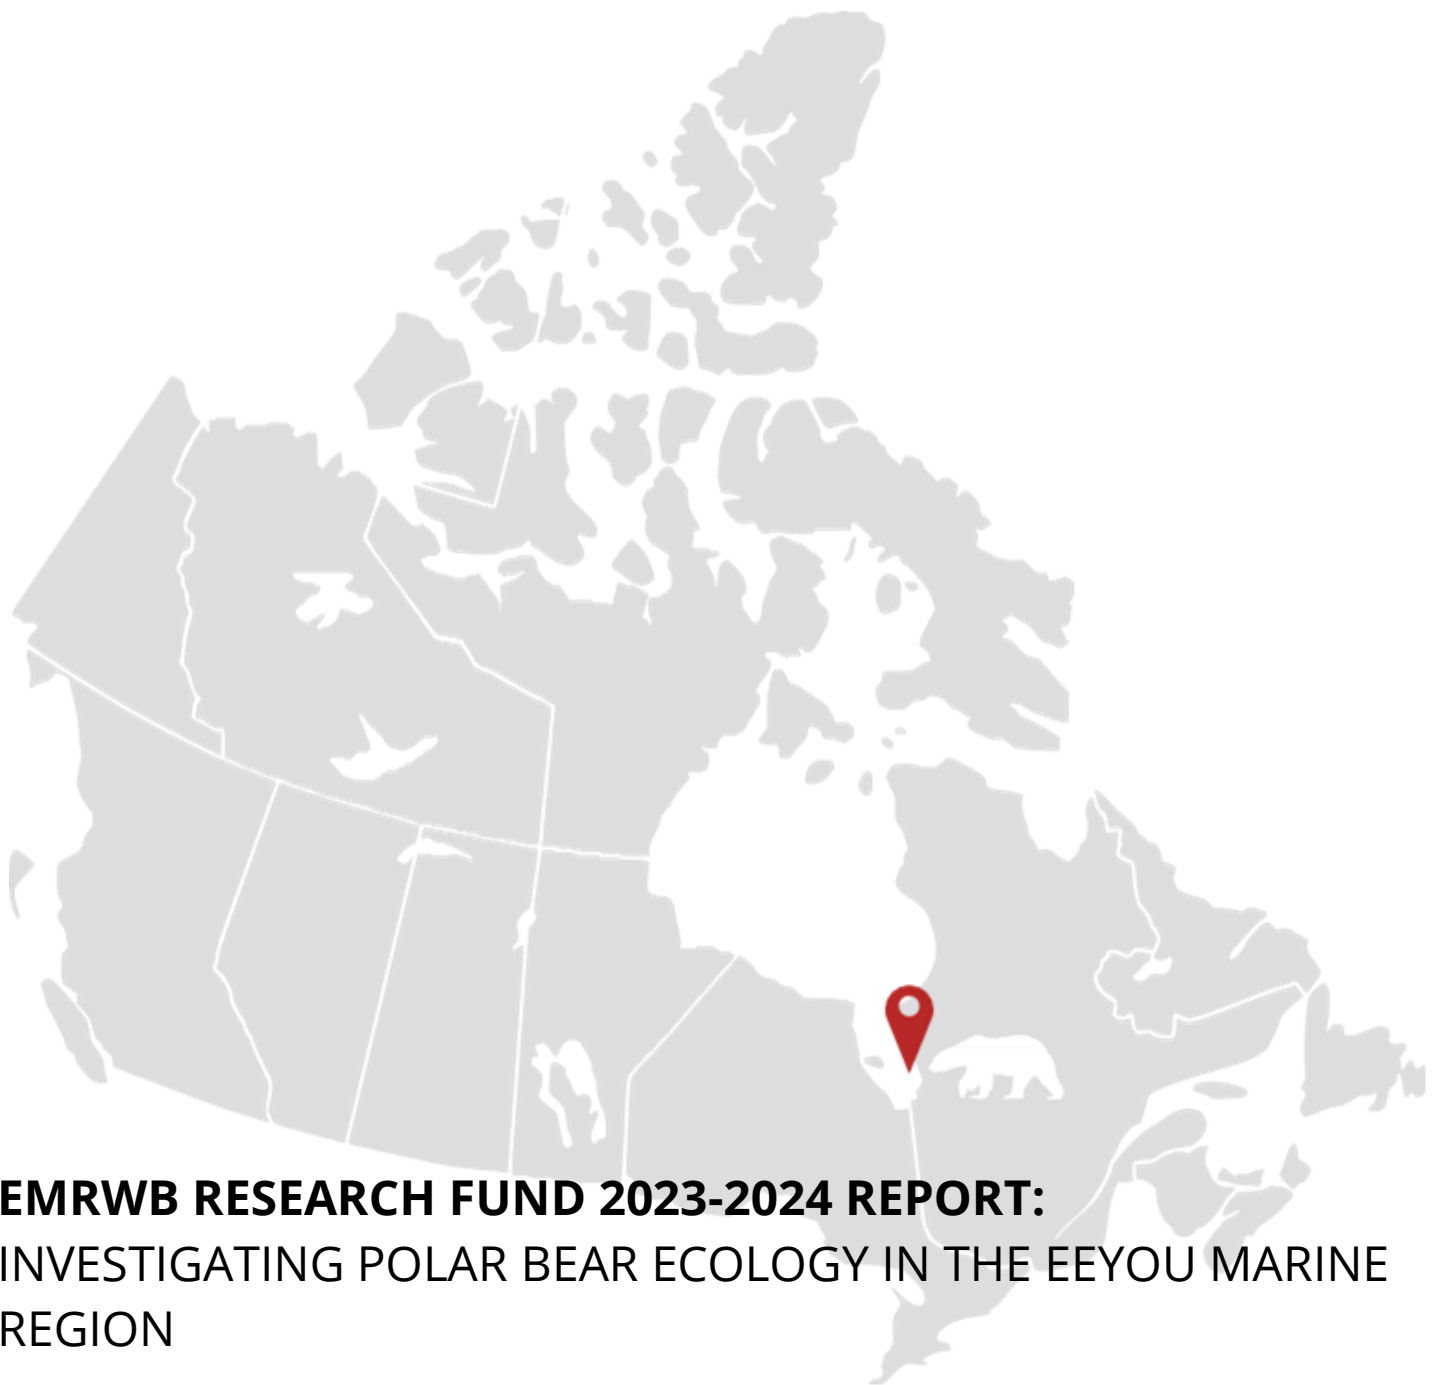 EMRWB RESEARCH FUND 2023-2024 REPORT:
INVESTIGATING POLAR BEAR ECOLOGY IN THE EEYOU MARINE
REGION